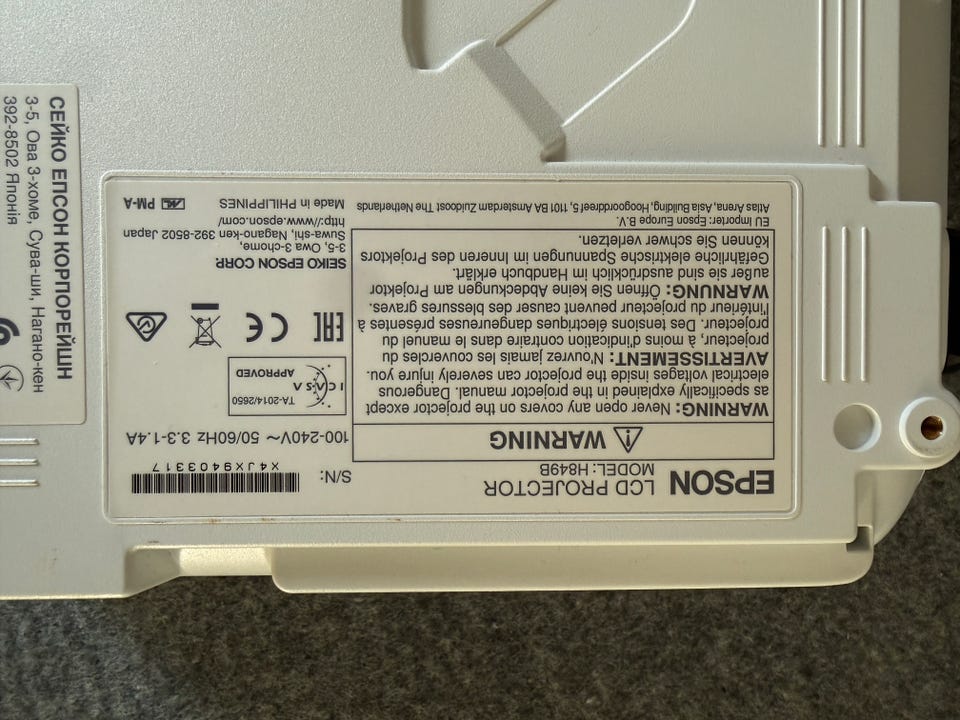 EPSON
LCD PROJECTOR
MODEL: H849B
S/N:
X4JX9403317
WARNING
WARNING: Never open any covers on the projector except
as specifically explained in the projector manual. Dangerous
electrical voltages inside the projector can severely injure you.
AVERTISSEMENT: N'ouvrez jamais les couvercles du
projecteur, à moins d'indication contraire dans le manuel du
projecteur. Des tensions électriques dangereuses présentes à
l'intérieur du projecteur peuvent causer des blessures graves.
WARNUNG: Öffnen Sie keine Abdeckungen am Projektor
außer sie sind ausdrücklich im Handbuch erklärt.
Gefährliche elektrische Spannungen im Inneren des Projektors
können Sie schwer verletzen.
EU Importer: Epson Europe B.V.
Atlas Arena, Asia Building, Hoogoorddreef 5, 1101 BA Amsterdam Zuidoost The Netherlands
100-240V～ 50/60Hz 3.3-1.4A
TA-2014/2650
APPROVED
I C A S A
EAC
CE
SEIKO EPSON CORP.
3-5, Owa 3-chome,
Suwa-shi, Nagano-ken 392-8502 Japan
http://www.epson.com/
Made in PHILIPPINES
PM-A
СЕЙКО ЕПСОН КОРПОРЕЙШН
3-5, Ова 3-хоме, Сува-ши, Нагано-кен
392-8502 Японія